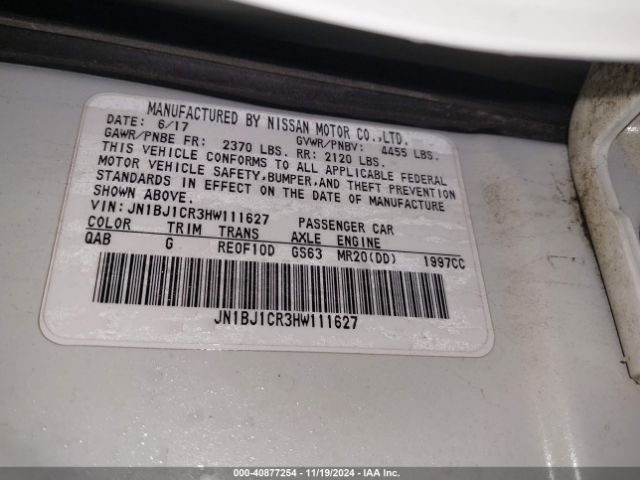 MANUFACTURED BY NISSAN MOTOR CO.,LTD.
DATE: 6/17 GVWR/PNBV: 4455 LBS.
GAWR/PNBE FR: 2370 LBS. RR: 2120 LBS.
THIS VEHICLE CONFORMS TO ALL APPLICABLE FEDERAL
MOTOR VEHICLE SAFETY,BUMPER,AND THEFT PREVENTION
STANDARDS IN EFFECT ON THE DATE OF MANUFACTURE
SHOWN ABOVE.
VIN: JN1BJ1CR3HW111627 PASSENGER CAR
COLOR TRIM TRANS AXLE ENGINE
QAB G RE0F10D GS63 MR20(DD) 1997CC
JN1BJ1CR3HW111627
000-40877254 - 11/19/2024 - IAA Inc.